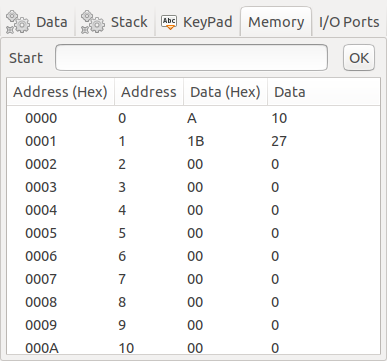 Data Stack Abc KeyPad Memory I/O Ports
Start OK
Address (Hex) Address Data (Hex) Data
0000 0 A 10
0001 1 1B 27
0002 2 00 0
0003 3 00 0
0004 4 00 0
0005 5 00 0
0006 6 00 0
0007 7 00 0
0008 8 00 0
0009 9 00 0
000A 10 00 0